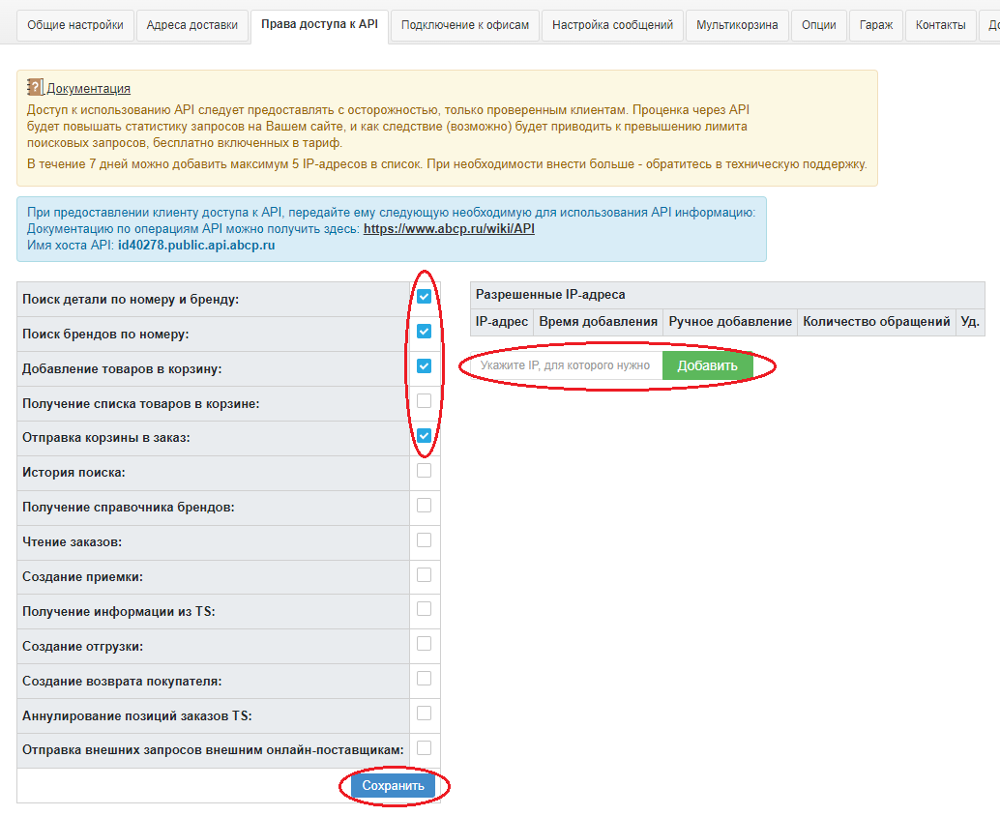 Общие настройки
Адреса доставки
Права доступа к API
Подключение к офисам
Настройка сообщений
Мультикорзина
Опции
Гараж
Контакты
Документация
Доступ к использованию API следует предоставлять с осторожностью, только проверенным клиентам. Проценка через API
будет повышать статистику запросов на Вашем сайте, и как следствие (возможно) будет приводить к превышению лимита
поисковых запросов, бесплатно включенных в тариф.
В течение 7 дней можно добавить максимум 5 IP-адресов в список. При необходимости внести больше - обратитесь в техническую поддержку.
При предоставлении клиенту доступа к API, передайте ему следующую необходимую для использования API информацию:
Документацию по операциям API можно получить здесь: https://www.abcp.ru/wiki/API
Имя хоста API: id40278.public.api.abcp.ru
Поиск детали по номеру и бренду:
Поиск брендов по номеру:
Добавление товаров в корзину:
Получение списка товаров в корзине:
Отправка корзины в заказ:
История поиска:
Получение справочника брендов:
Чтение заказов:
Создание приемки:
Получение информации из TS:
Создание отгрузки:
Создание возврата покупателя:
Аннулирование позиций заказов TS:
Отправка внешних запросов внешним онлайн-поставщикам:
Сохранить
Разрешенные IP-адреса
IP-адрес Время добавления Ручное добавление Количество обращений Уд.
Укажите IP, для которого нужно
Добавить